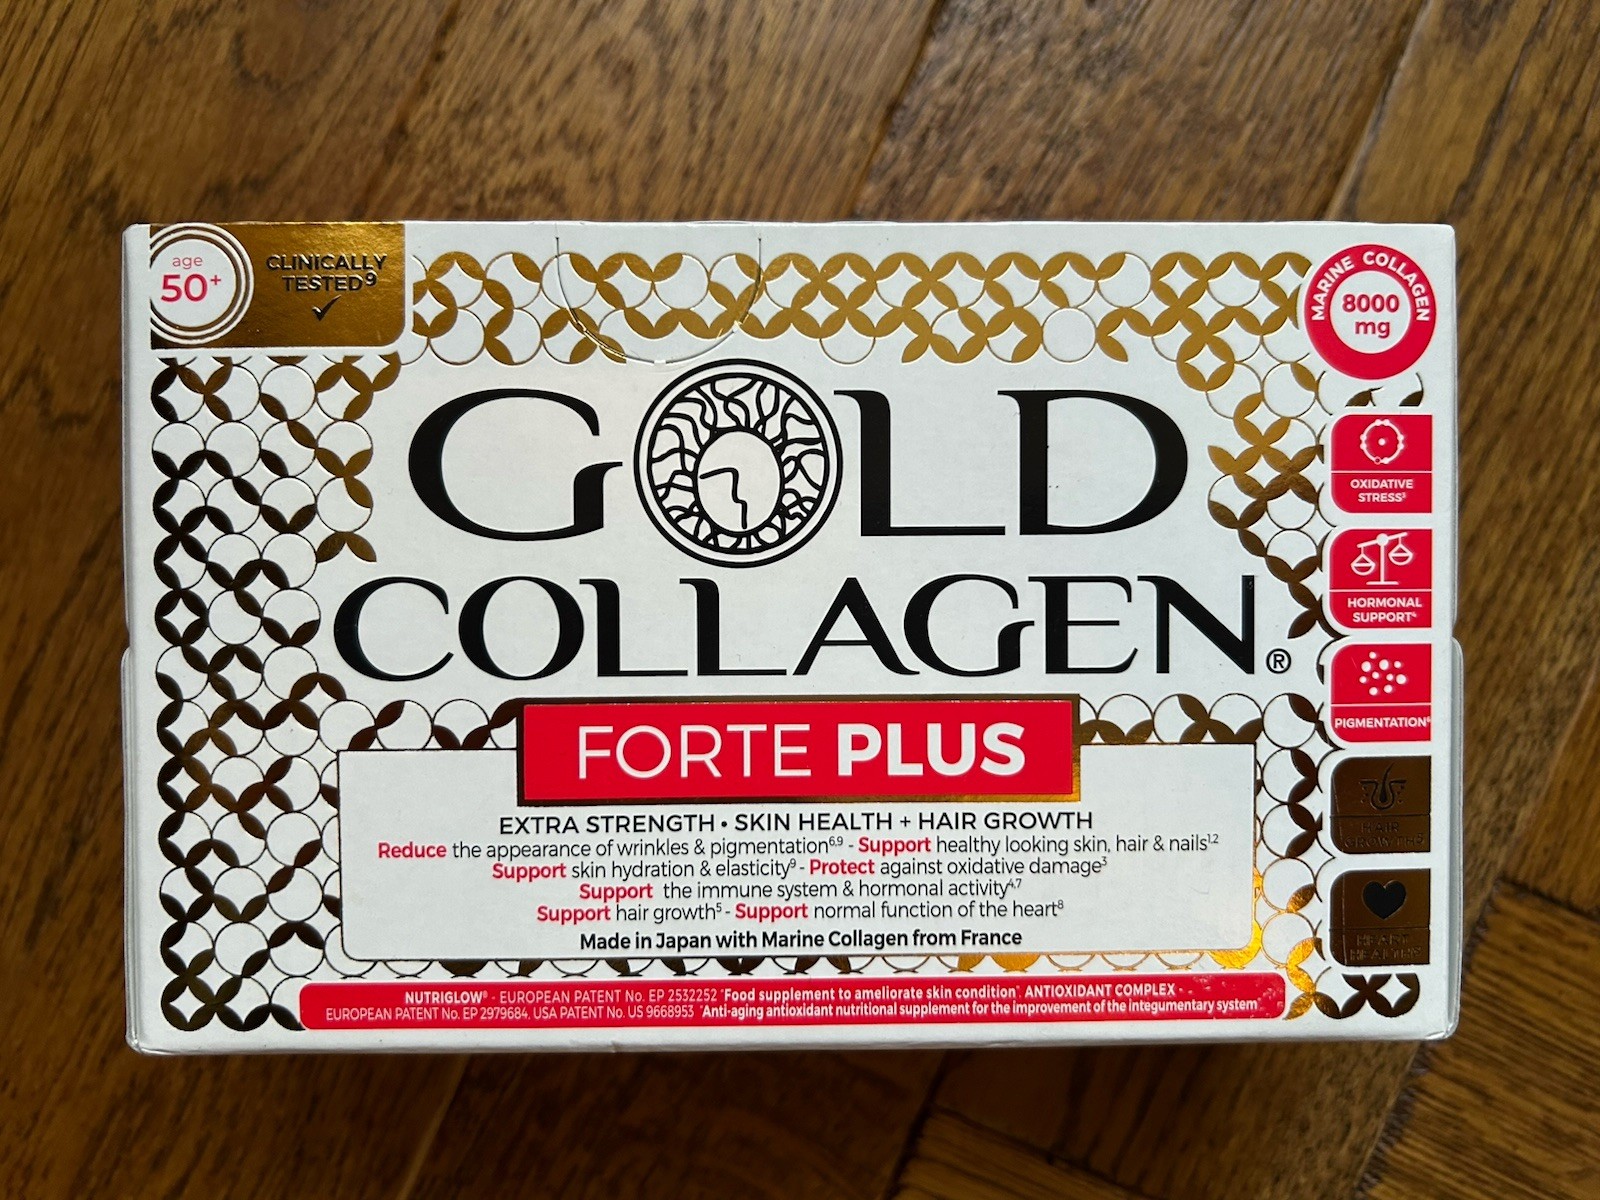 age
50+
CLINICALLY
TESTED⁹
MARINE COLLAGEN
8000
mg
GOLD
COLLAGEN®
OXIDATIVE
STRESS³
HORMONAL
SUPPORT⁴
PIGMENTATION⁶
HAIR
GROWTH⁵
HEART
HEALTH⁸
FORTE PLUS
EXTRA STRENGTH • SKIN HEALTH + HAIR GROWTH
Reduce the appearance of wrinkles & pigmentation⁶,⁹ - Support healthy looking skin, hair & nails¹,²
Support skin hydration & elasticity⁹ - Protect against oxidative damage³
Support the immune system & hormonal activity⁴,⁷
Support hair growth⁵ - Support normal function of the heart⁸
Made in Japan with Marine Collagen from France
NUTRIGLOW® - EUROPEAN PATENT No. EP 2532252 "Food supplement to ameliorate skin condition". ANTIOXIDANT COMPLEX -
EUROPEAN PATENT No. EP 2979684, USA PATENT No. US 9668953 "Anti-aging antioxidant nutritional supplement for the improvement of the integumentary system"